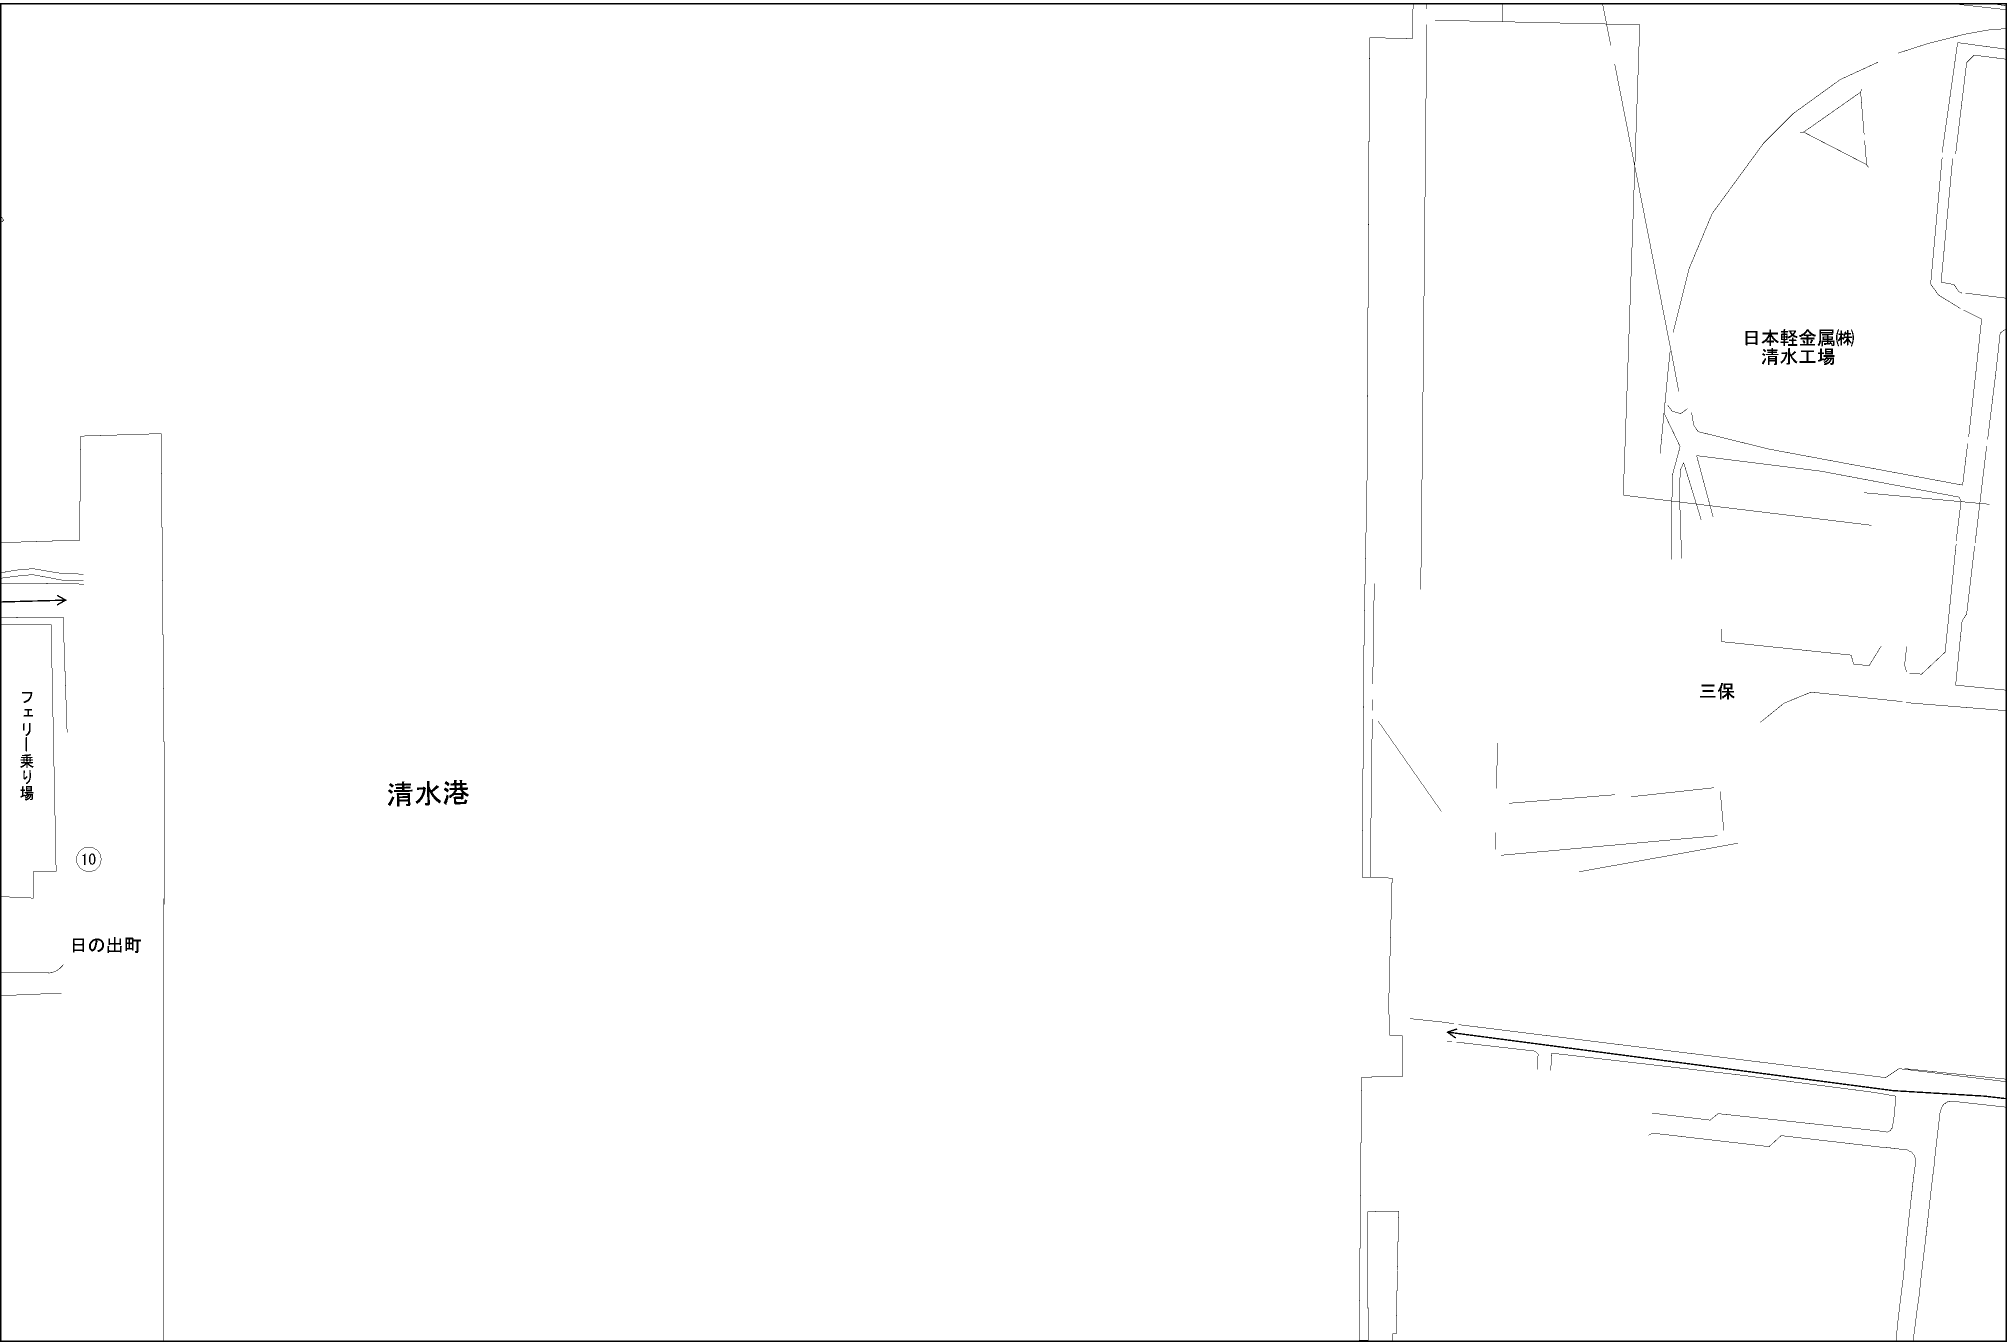 日本軽金属㈱
清水工場
三保
フェリー乗り場
清水港
10
日の出町